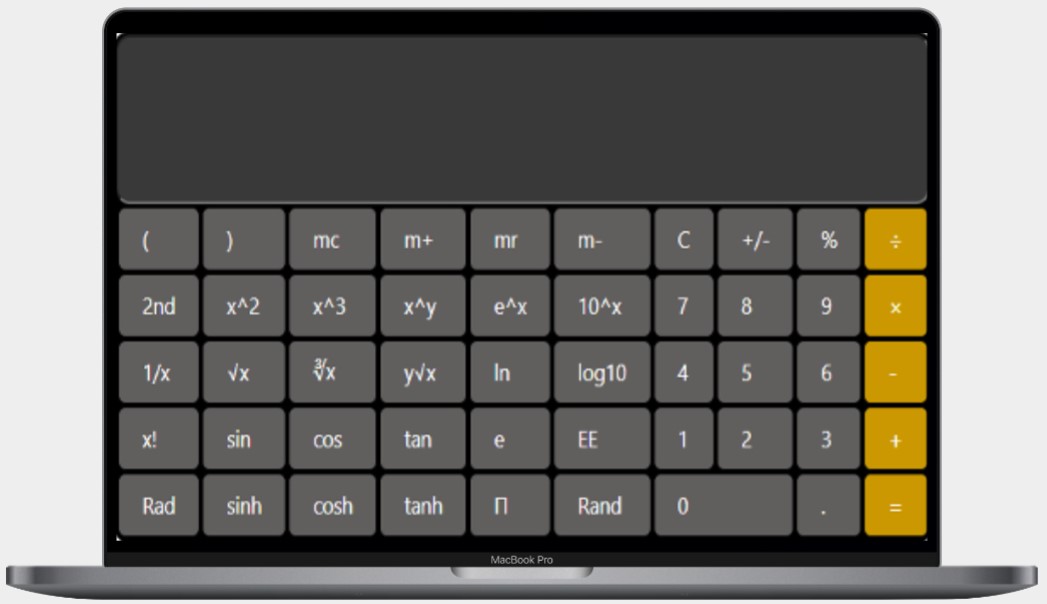 ( ) mc m+ mr m- C +/- % ÷
2nd x^2 x^3 x^y e^x 10^x 7 8 9 ×
1/x √x ∛x y√x ln log10 4 5 6 -
x! sin cos tan e EE 1 2 3 +
Rad sinh cosh tanh Π Rand 0 . =
MacBook Pro